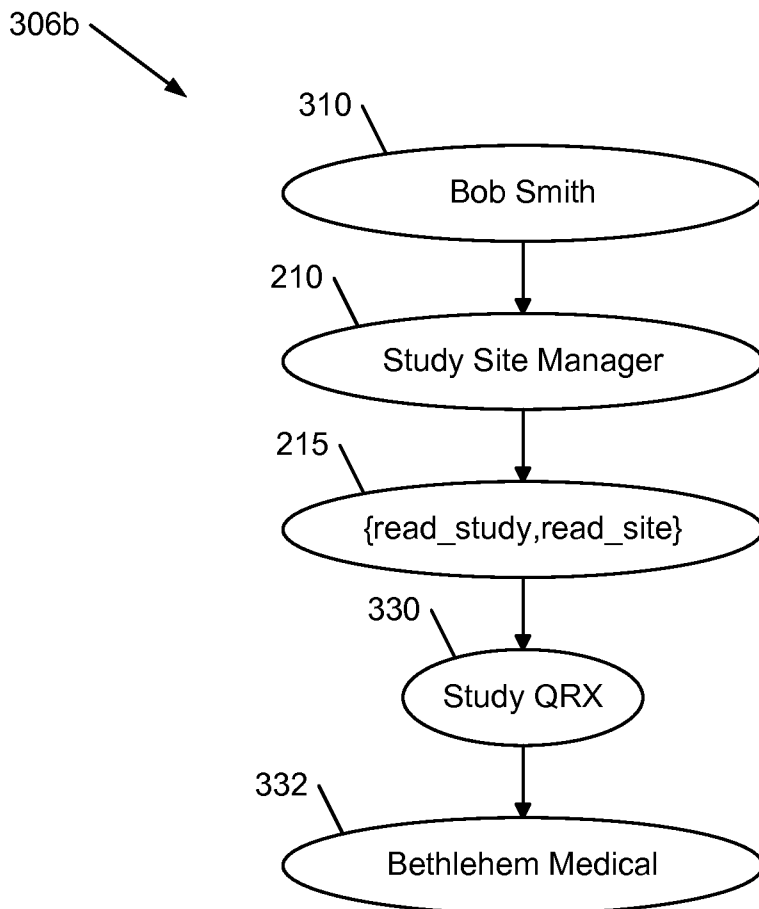 306b
310
Bob Smith
210
Study Site Manager
215
{read_study,read_site}
330
Study QRX
332
Bethlehem Medical